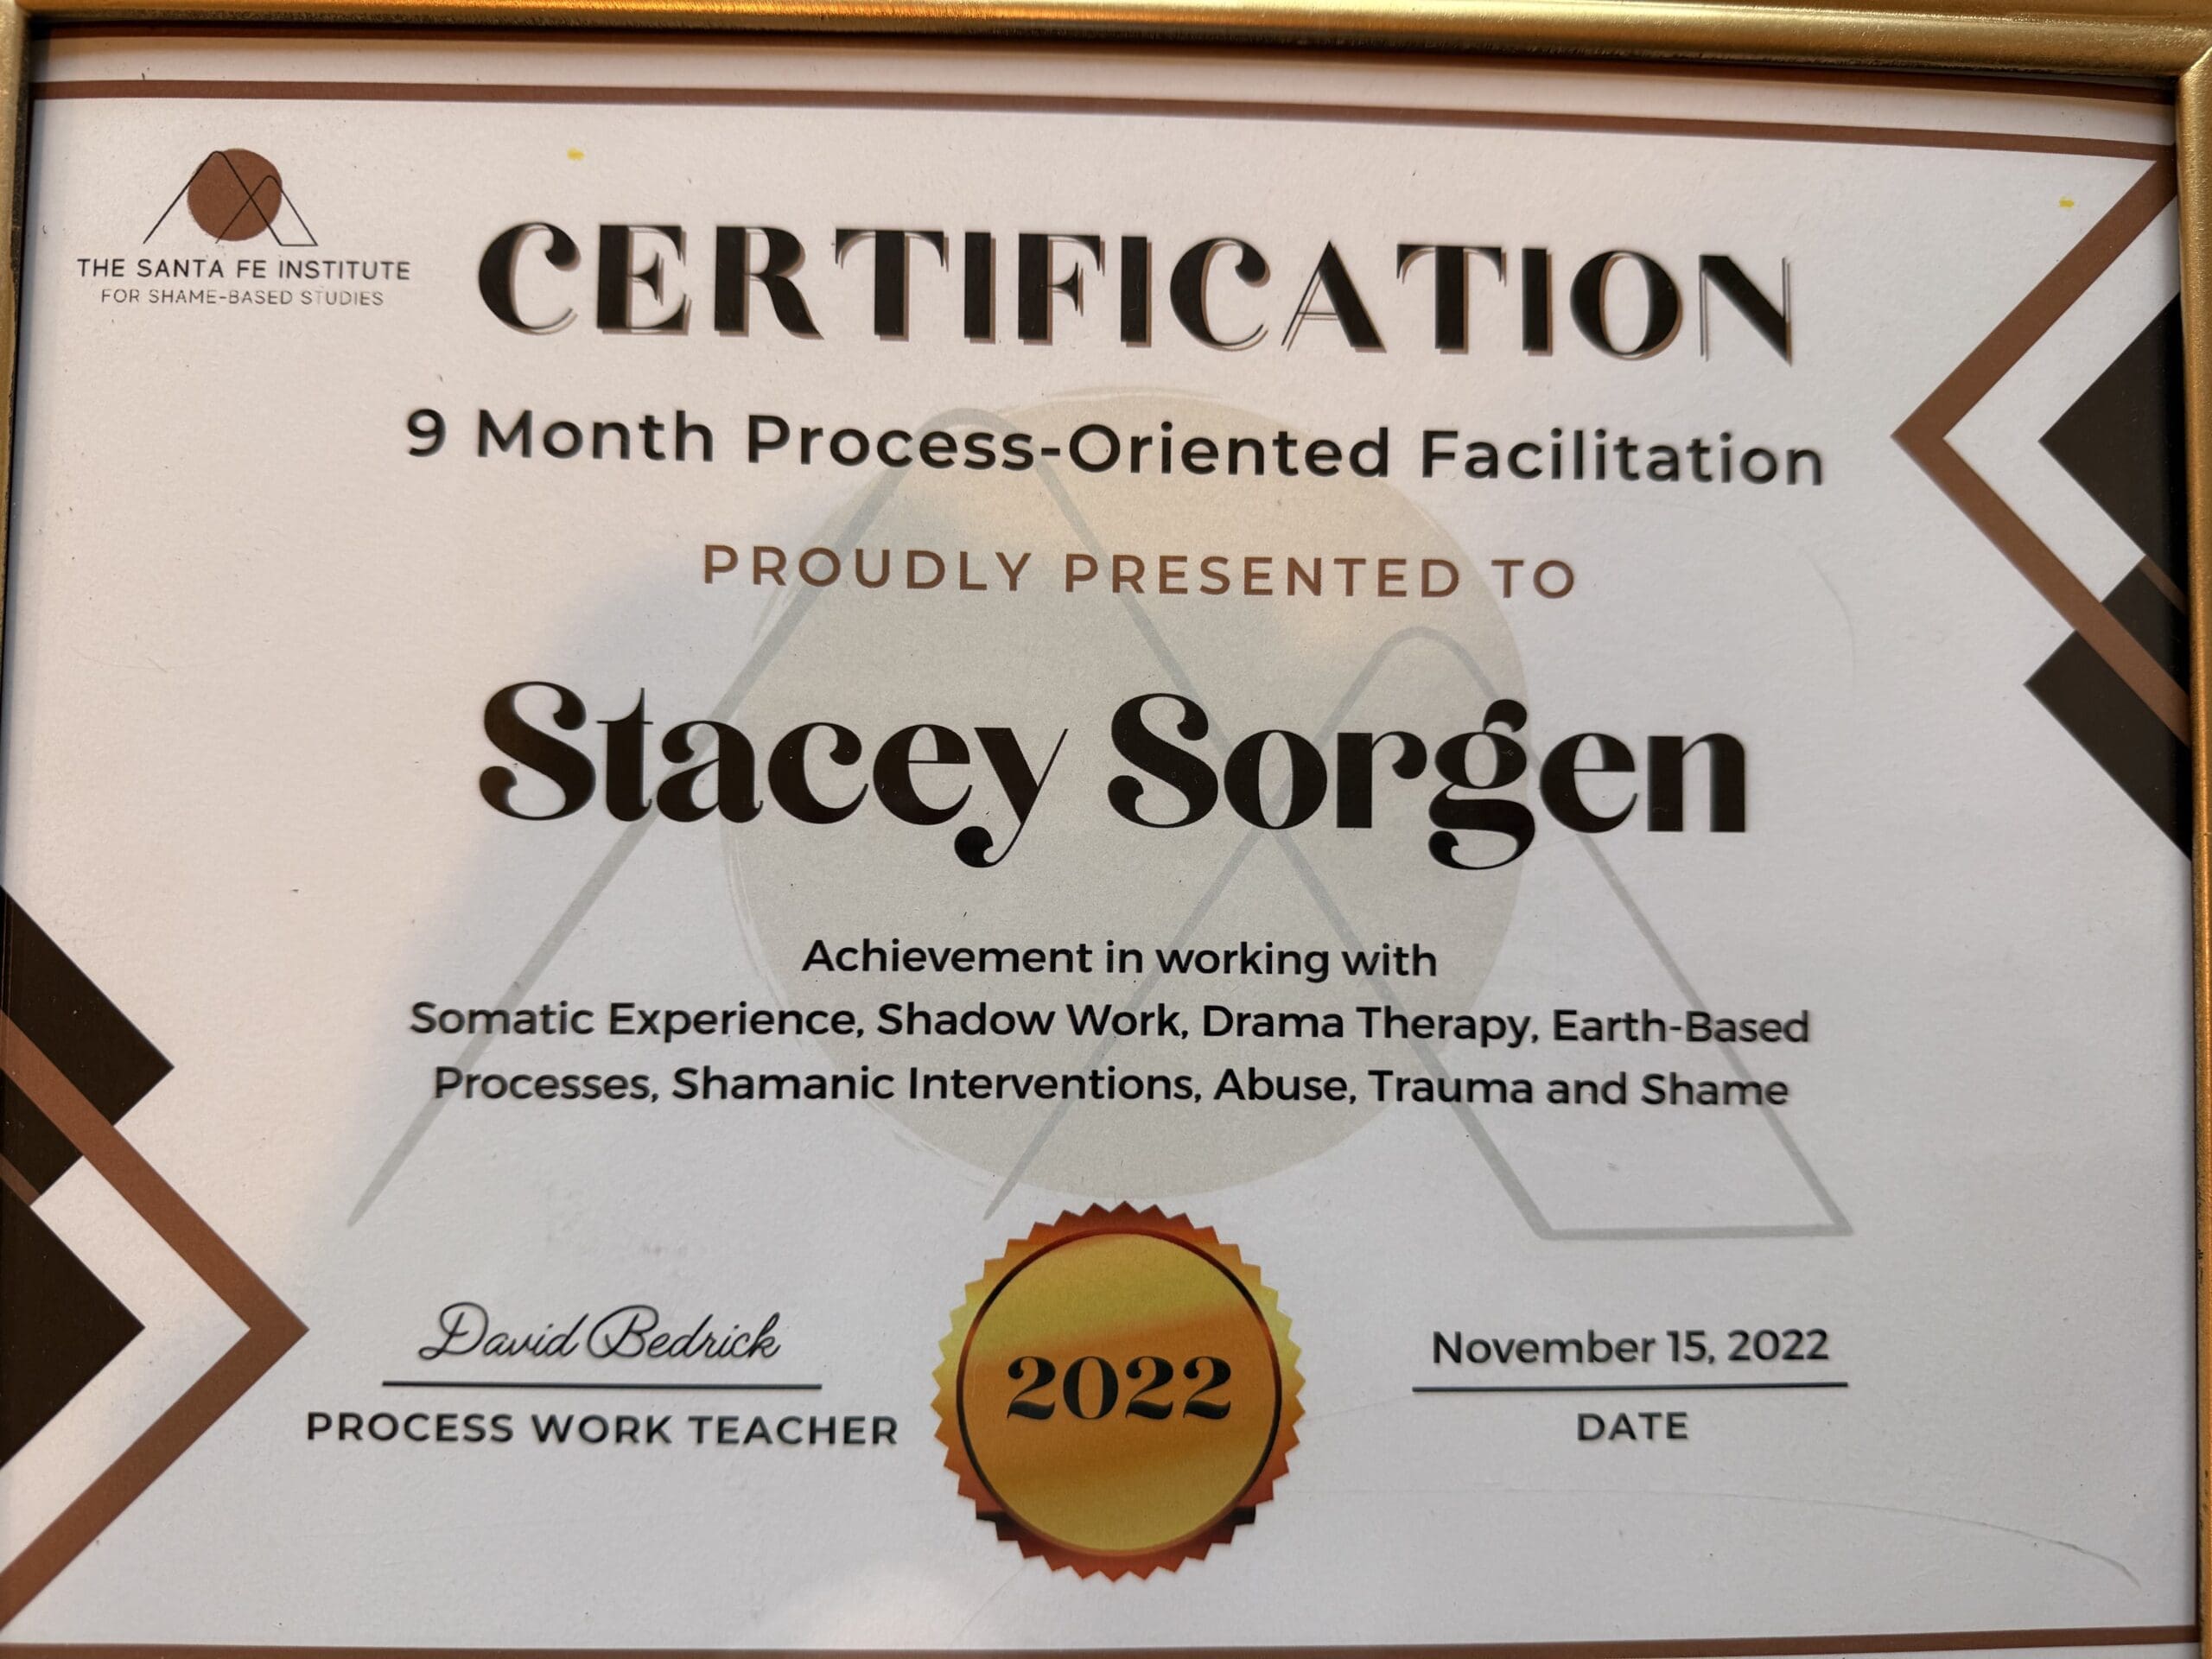 THE SANTA FE INSTITUTE
FOR SHAME-BASED STUDIES
CERTIFICATION
9 Month Process-Oriented Facilitation
PROUDLY PRESENTED TO
Stacey Sorgen
Achievement in working with
Somatic Experience, Shadow Work, Drama Therapy, Earth-Based
Processes, Shamanic Interventions, Abuse, Trauma and Shame
David Bedrick
PROCESS WORK TEACHER
2022
November 15, 2022
DATE